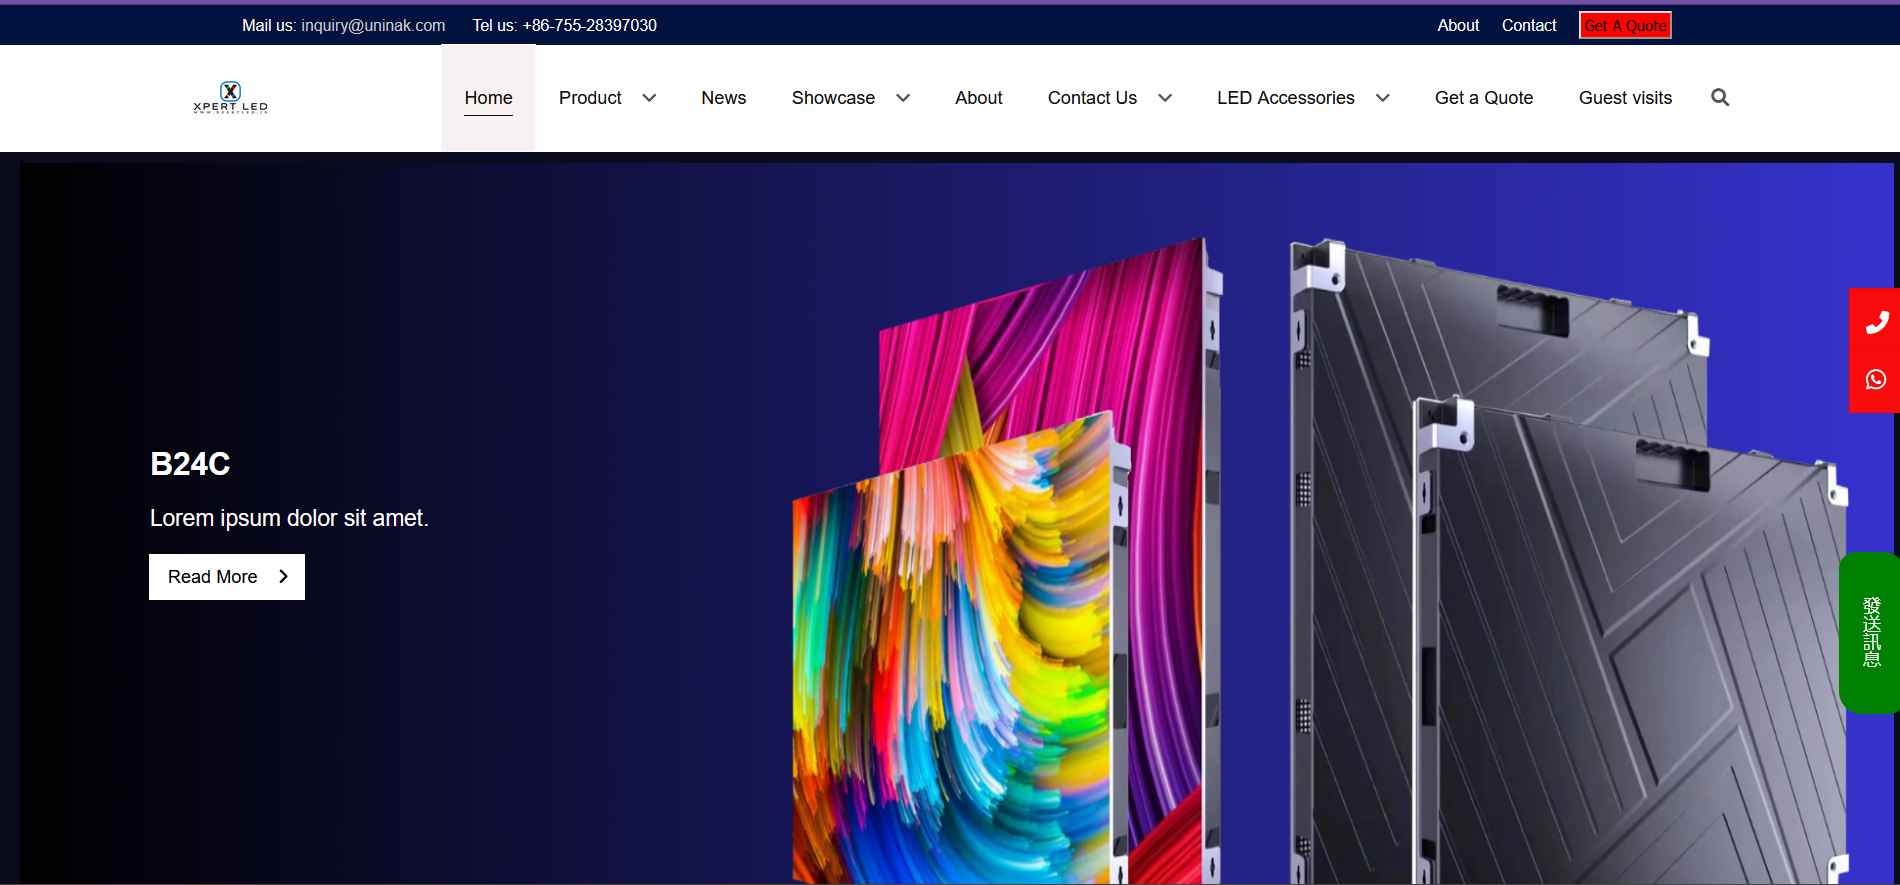 Mail us: inquiry@uninak.com Tel us: +86-755-28397030 About Contact Get A Quote
XPERT LED
Home Product News Showcase About Contact Us LED Accessories Get a Quote Guest visits
B24C
Lorem ipsum dolor sit amet.
Read More
發送訊息